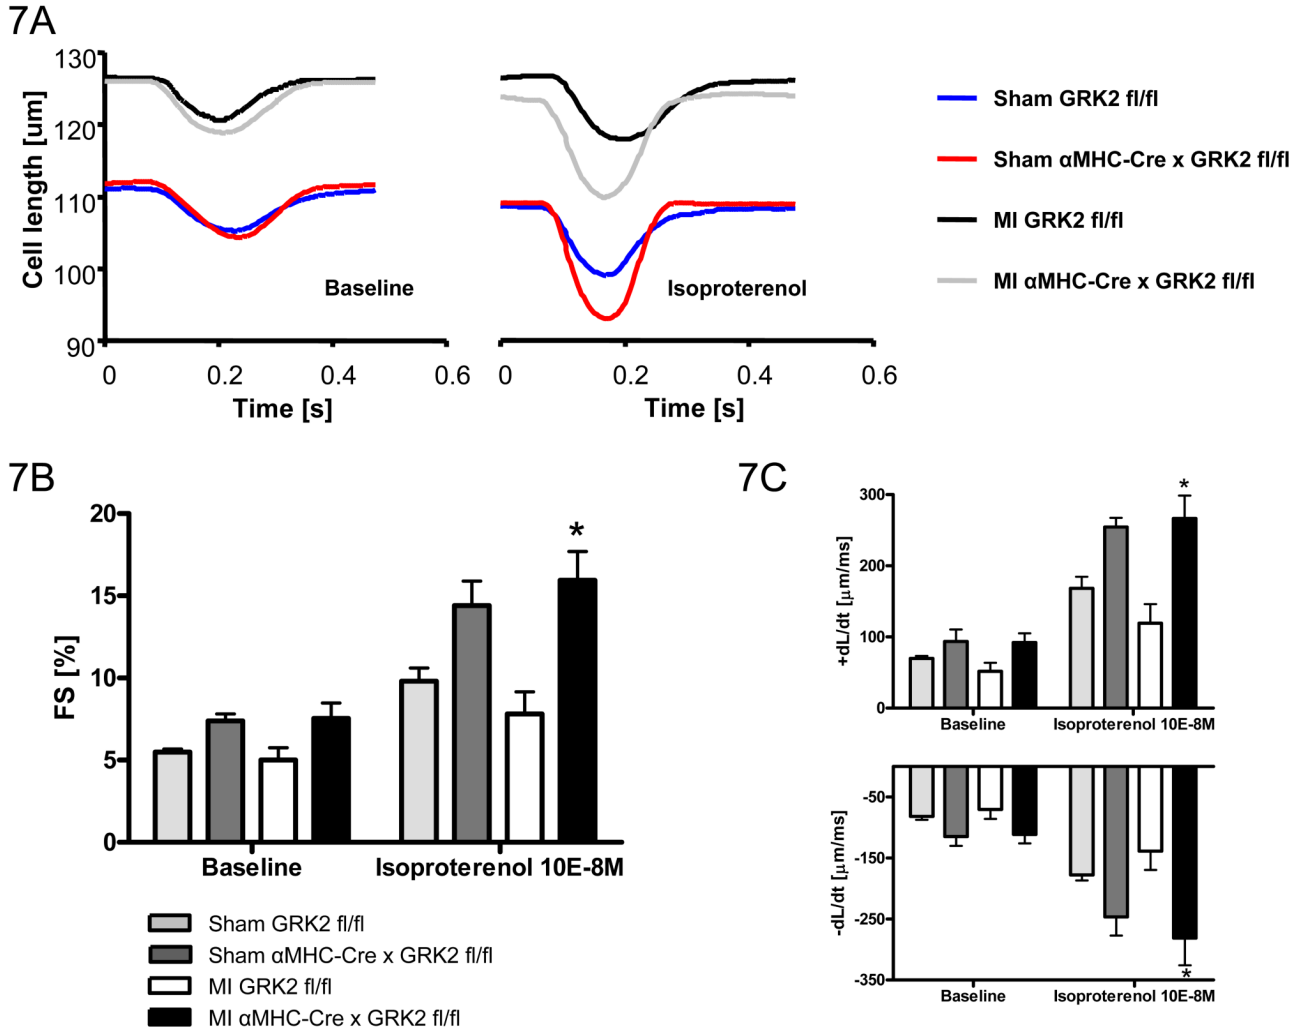 7A
130
120
110
100
90
Cell length [um]
Baseline
0 0.2 0.4 0.6
Time [s]
Isoproterenol
0 0.2 0.4 0.6
Time [s]
Sham GRK2 fl/fl
Sham αMHC-Cre x GRK2 fl/fl
MI GRK2 fl/fl
MI αMHC-Cre x GRK2 fl/fl
7B
20
15
10
5
0
FS [%]
*
Baseline Isoproterenol 10E-8M
Sham GRK2 fl/fl
Sham αMHC-Cre x GRK2 fl/fl
MI GRK2 fl/fl
MI αMHC-Cre x GRK2 fl/fl
7C
300
200
100
0
+dL/dt [μm/ms]
*
Baseline Isoproterenol 10E-8M
-50
-150
-250
-350
-dL/dt [μm/ms]
*
Baseline Isoproterenol 10E-8M